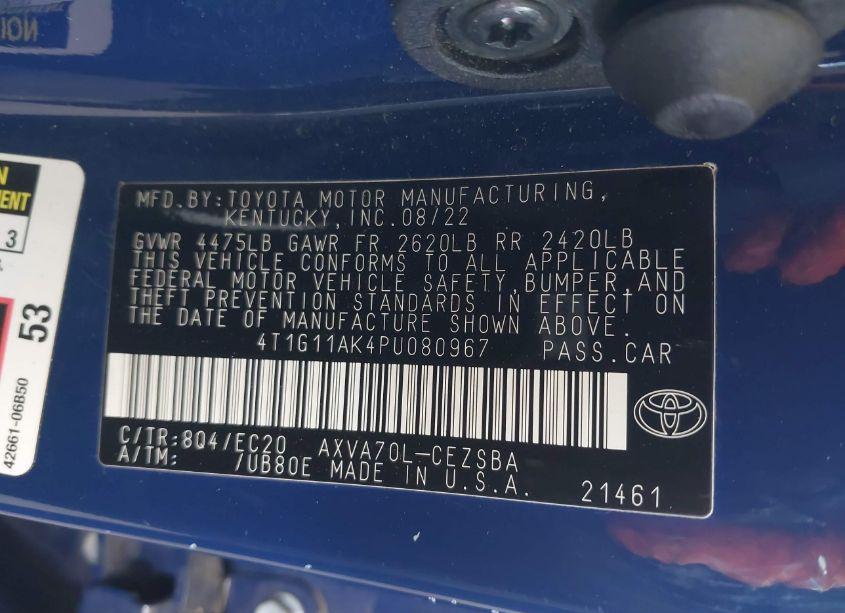 MFD.BY:TOYOTA MOTOR MANUFACTURING,
KENTUCKY,INC.08/22
GVWR 4475LB GAWR FR 2620LB RR 2420LB
THIS VEHICLE CONFORMS TO ALL APPLICABLE
FEDERAL MOTOR VEHICLE SAFETY,BUMPER,AND
THEFT PREVENTION STANDARDS IN EFFECT ON
THE DATE OF MANUFACTURE SHOWN ABOVE.
4T1G11AK4PU080967 PASS.CAR
C/TR:8Q4/EC20 AXVA70L-CEZSBA
A/TM: /UB80E MADE IN U.S.A. 21461
3
53
42661-06B50